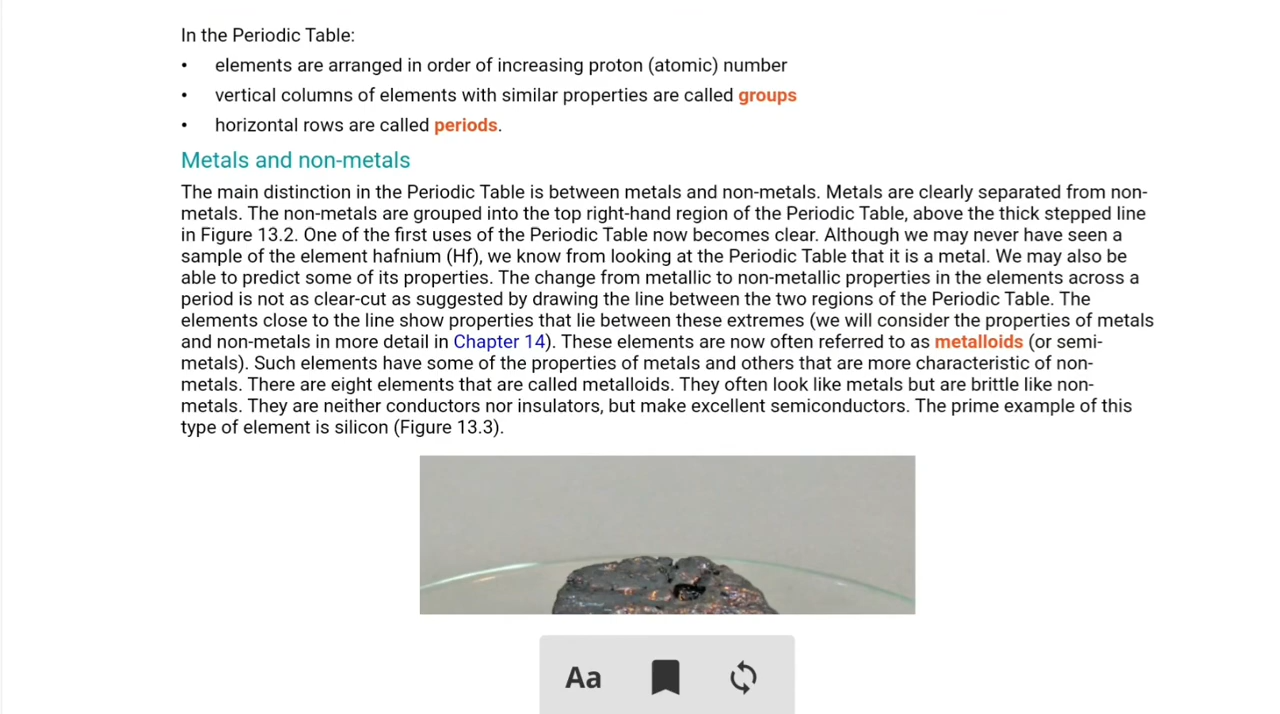 In the Periodic Table:
• elements are arranged in order of increasing proton (atomic) number
• vertical columns of elements with similar properties are called groups
• horizontal rows are called periods.
Metals and non-metals
The main distinction in the Periodic Table is between metals and non-metals. Metals are clearly separated from non-
metals. The non-metals are grouped into the top right-hand region of the Periodic Table, above the thick stepped line
in Figure 13.2. One of the first uses of the Periodic Table now becomes clear. Although we may never have seen a
sample of the element hafnium (Hf), we know from looking at the Periodic Table that it is a metal. We may also be
able to predict some of its properties. The change from metallic to non-metallic properties in the elements across a
period is not as clear-cut as suggested by drawing the line between the two regions of the Periodic Table. The
elements close to the line show properties that lie between these extremes (we will consider the properties of metals
and non-metals in more detail in Chapter 14). These elements are now often referred to as metalloids (or semi-
metals). Such elements have some of the properties of metals and others that are more characteristic of non-
metals. There are eight elements that are called metalloids. They often look like metals but are brittle like non-
metals. They are neither conductors nor insulators, but make excellent semiconductors. The prime example of this
type of element is silicon (Figure 13.3).
Aa